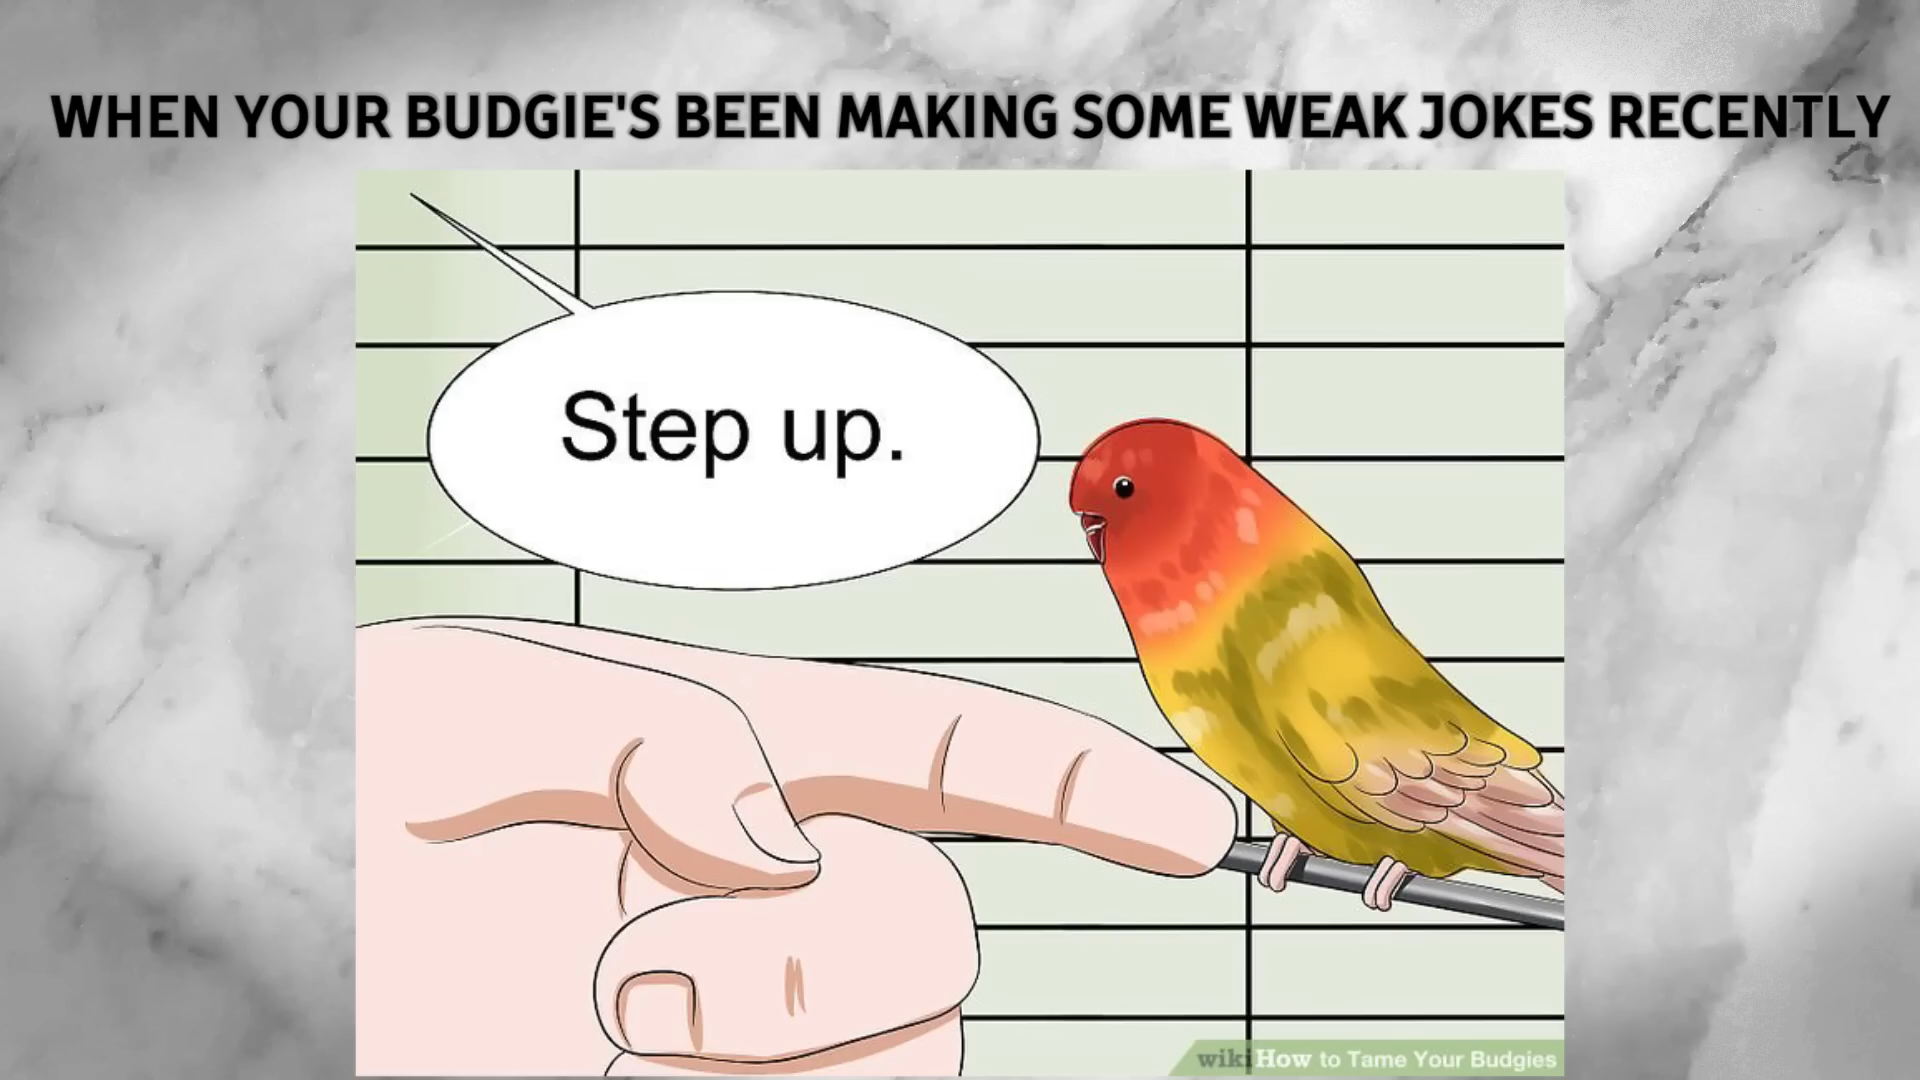 WHEN YOUR BUDGIE'S BEEN MAKING SOME WEAK JOKES RECENTLY
Step up.
wikiHow to Tame Your Budgies